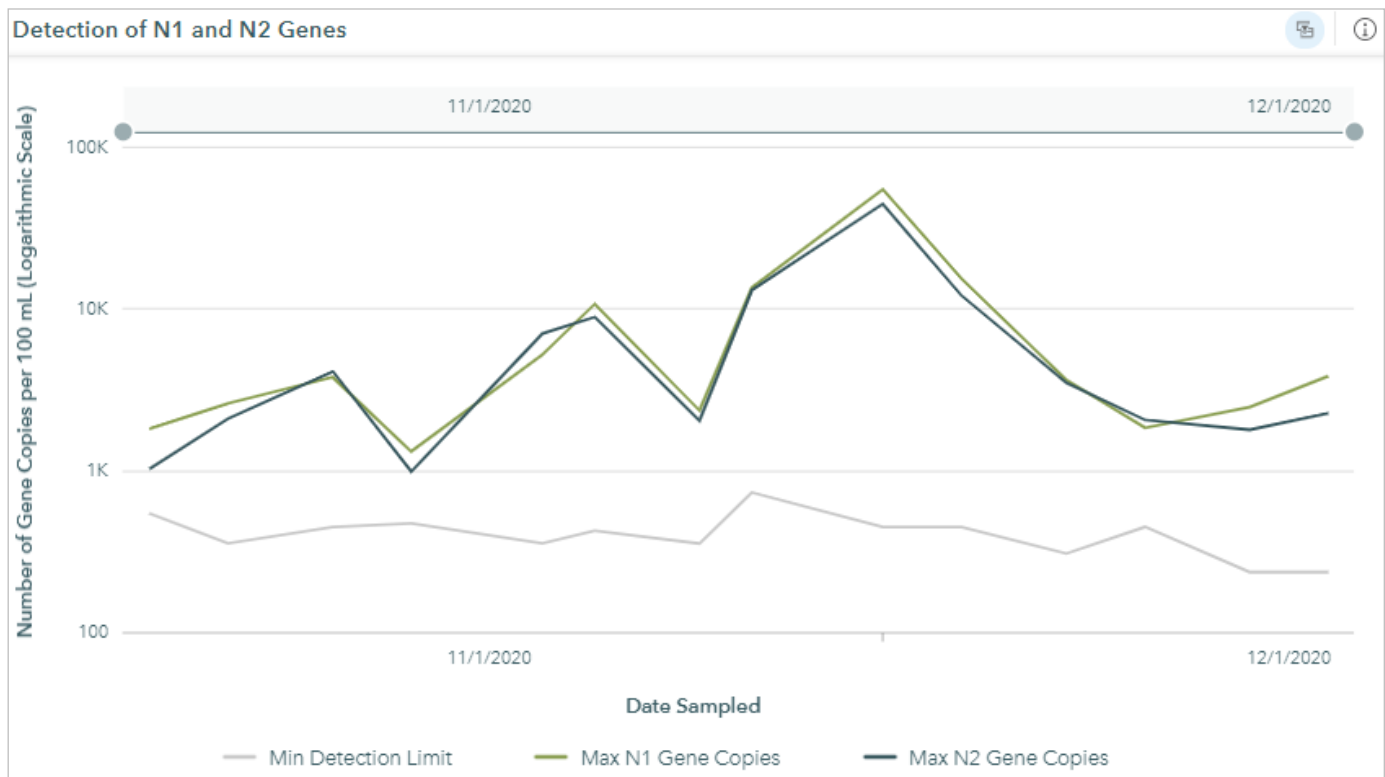 Detection of N1 and N2 Genes
11/1/2020 12/1/2020
Number of Gene Copies per 100 mL (Logarithmic Scale)
100K
10K
1K
100
11/1/2020 12/1/2020
Date Sampled
Min Detection Limit Max N1 Gene Copies Max N2 Gene Copies